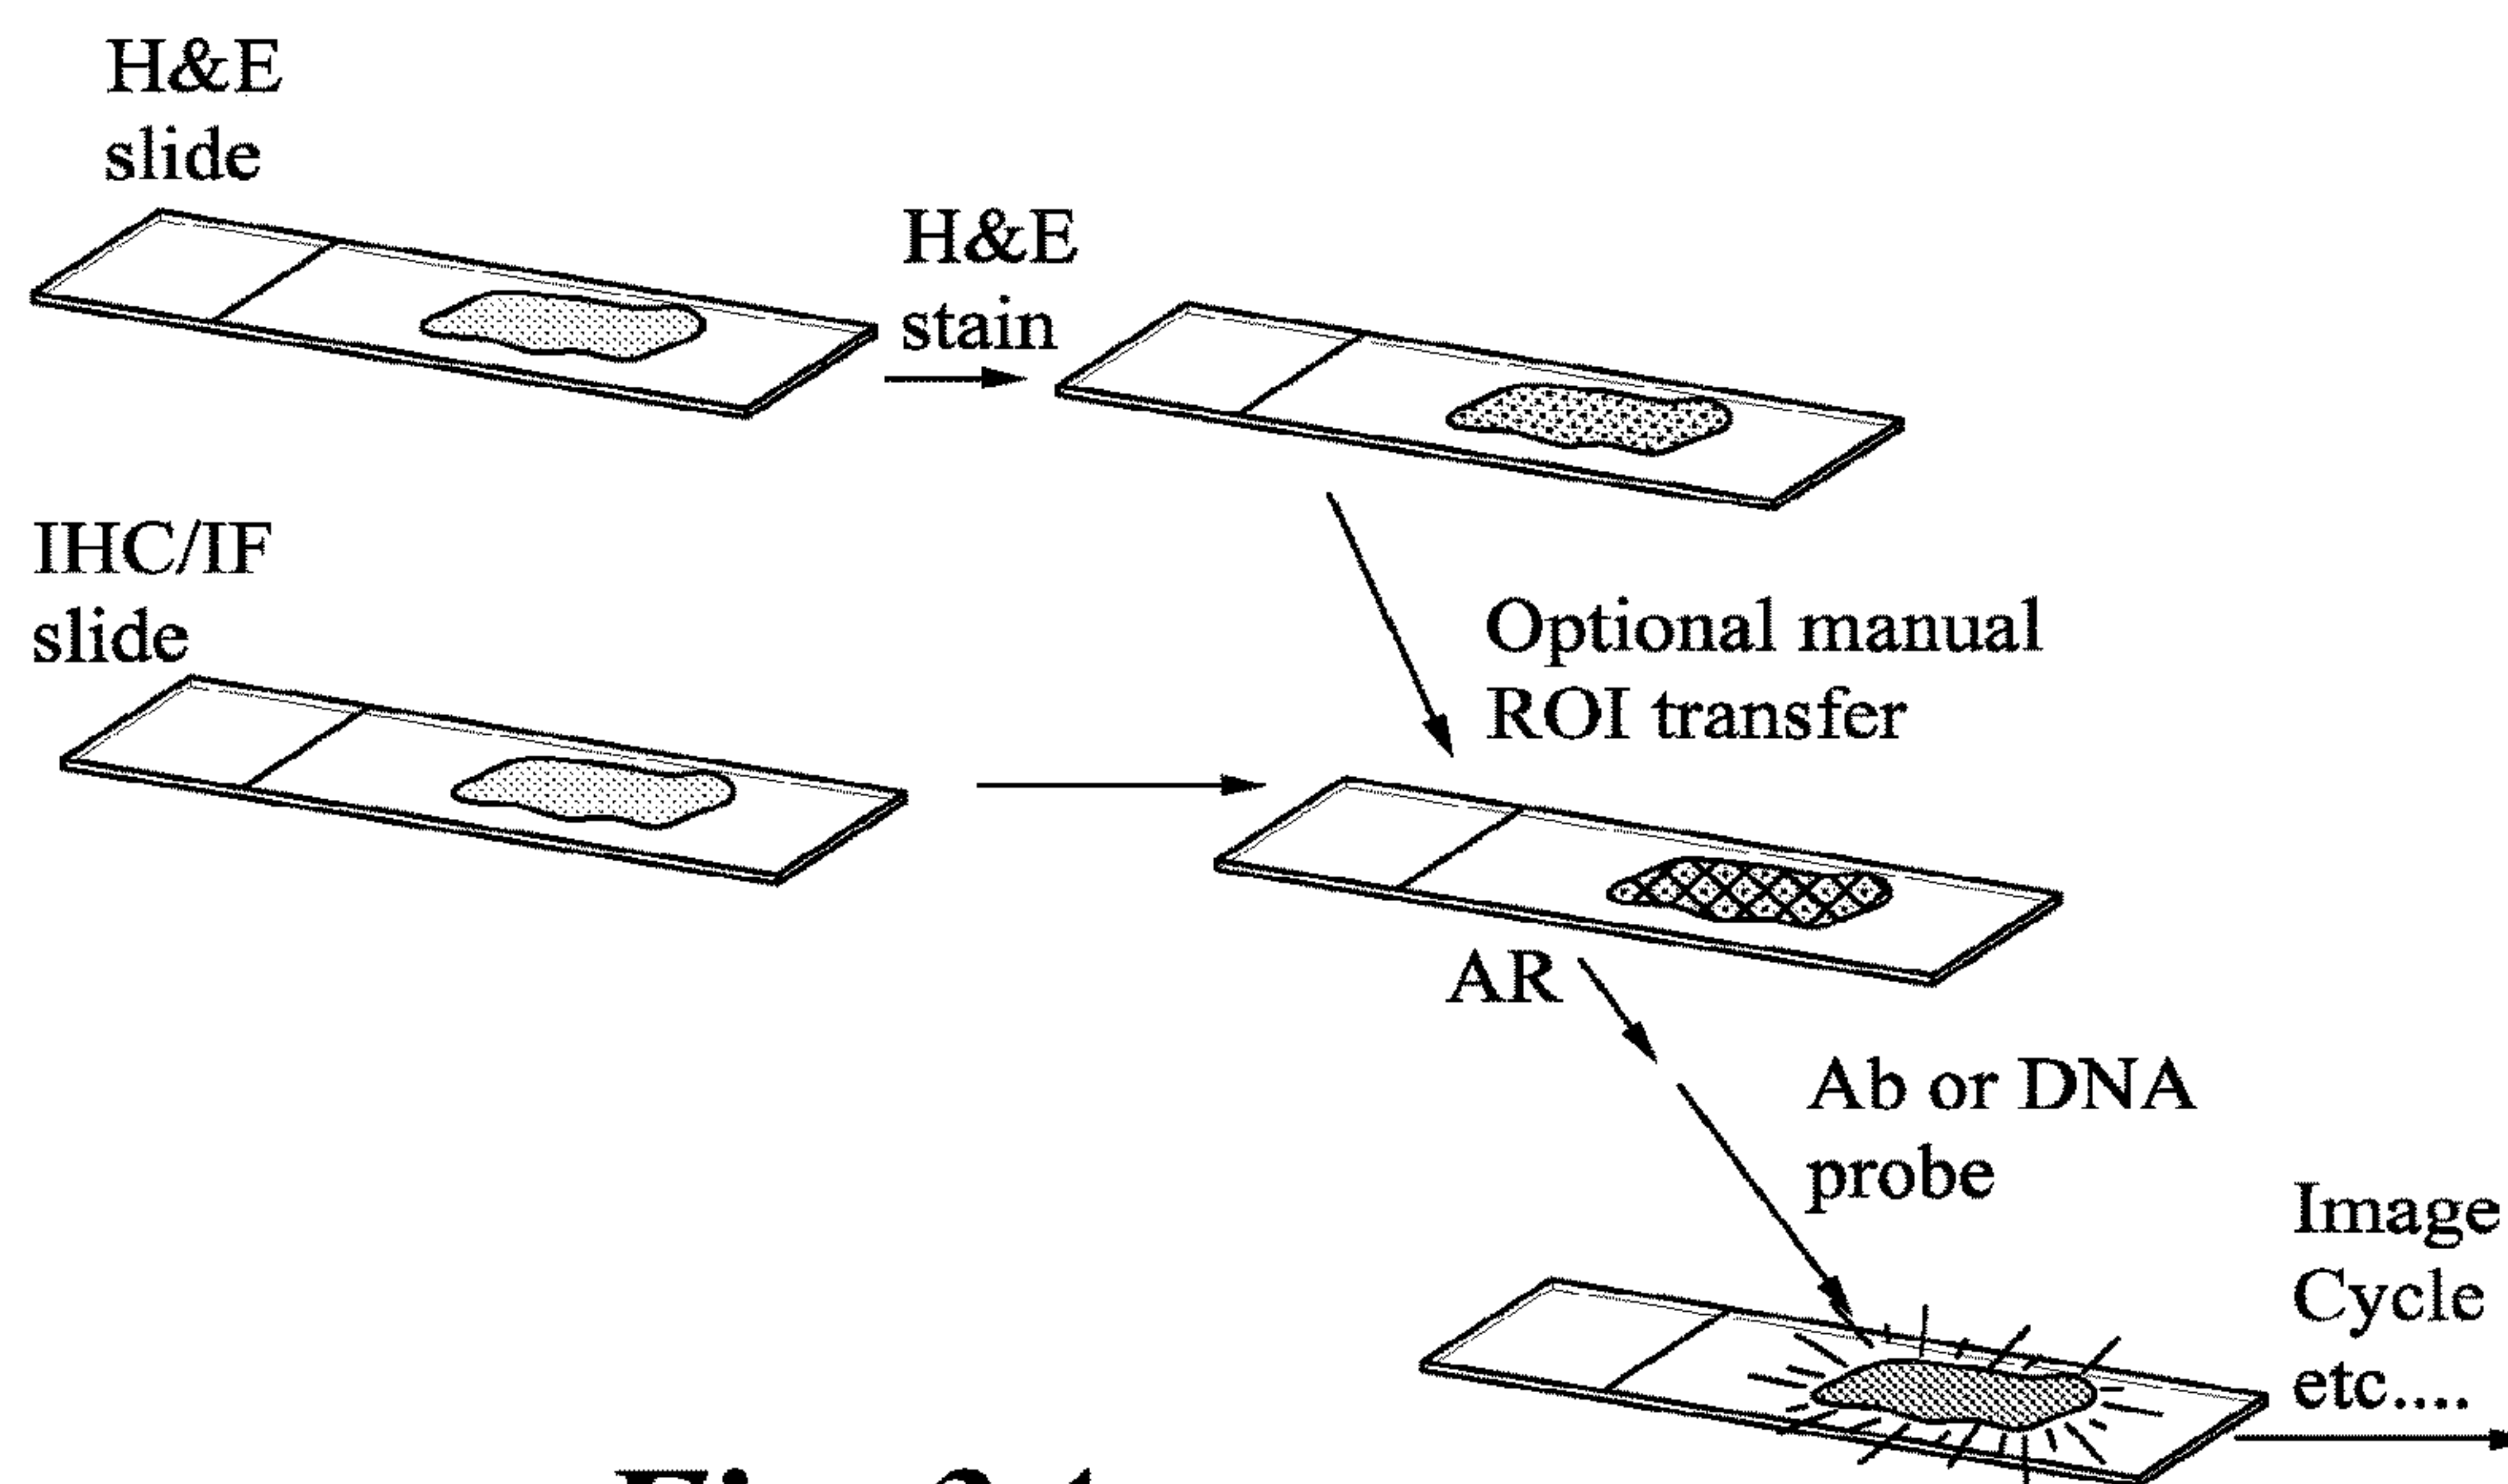 H&E
slide
H&E
stain
IHC/IF
slide
Optional manual
ROI transfer
AR
Ab or DNA
probe
Image
Cycle
etc....